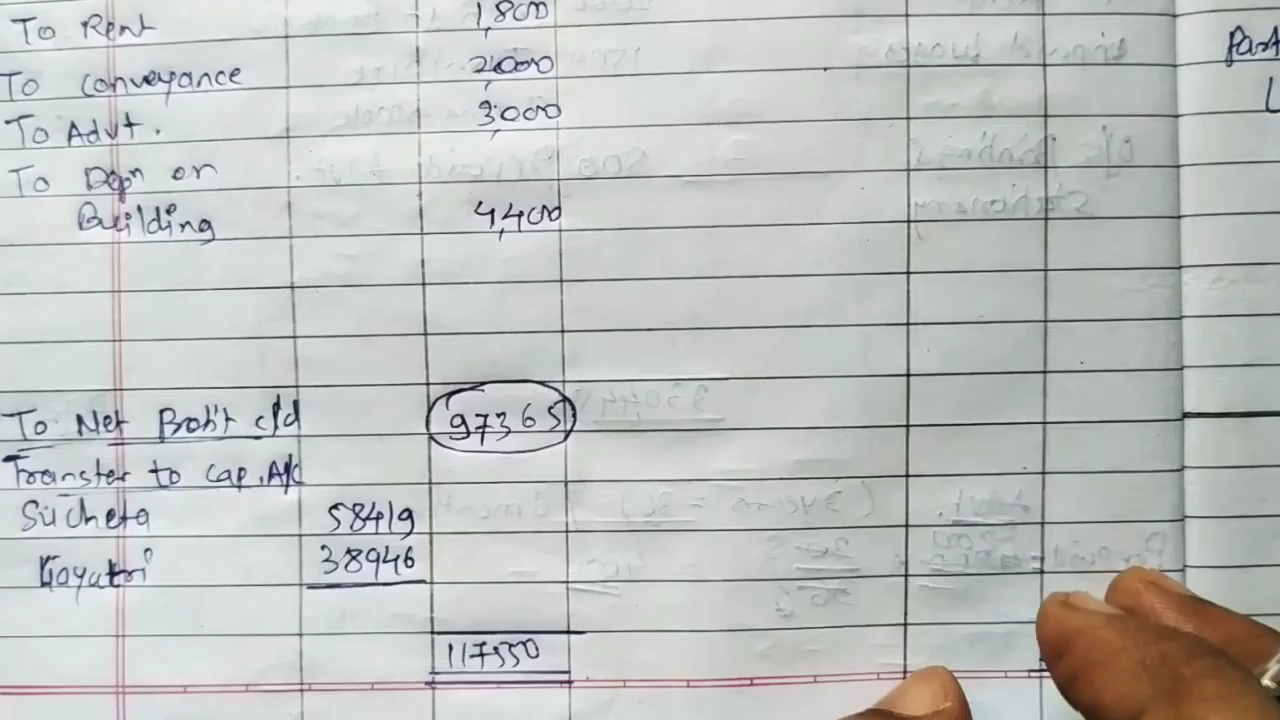 To Rent 1,800
To Conveyance 2,000
To Advt. 3,000
To Depn on
Building 4,400
To Net Profit c/d 97365
Transfer to cap. A/c
Sucheta 58419
Gayatri 38946
117550
Part